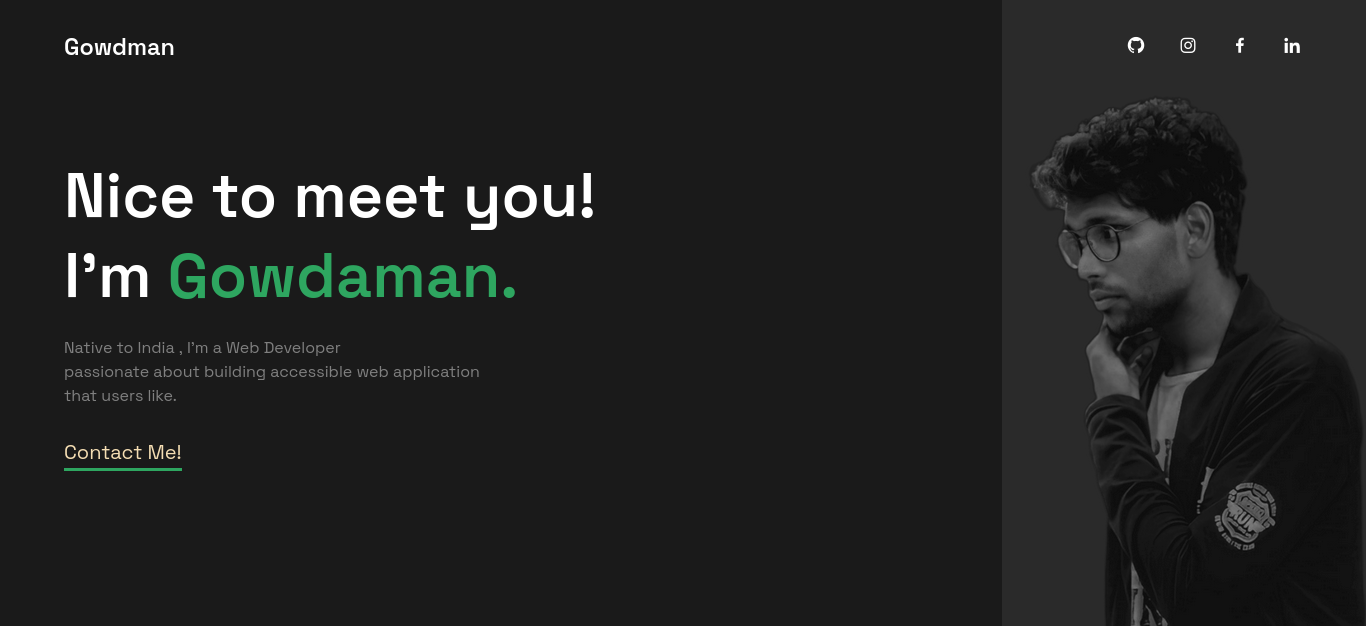 Gowdman
Nice to meet you!
I'm Gowdaman.
Native to India , I'm a Web Developer
passionate about building accessible web application
that users like.
Contact Me!